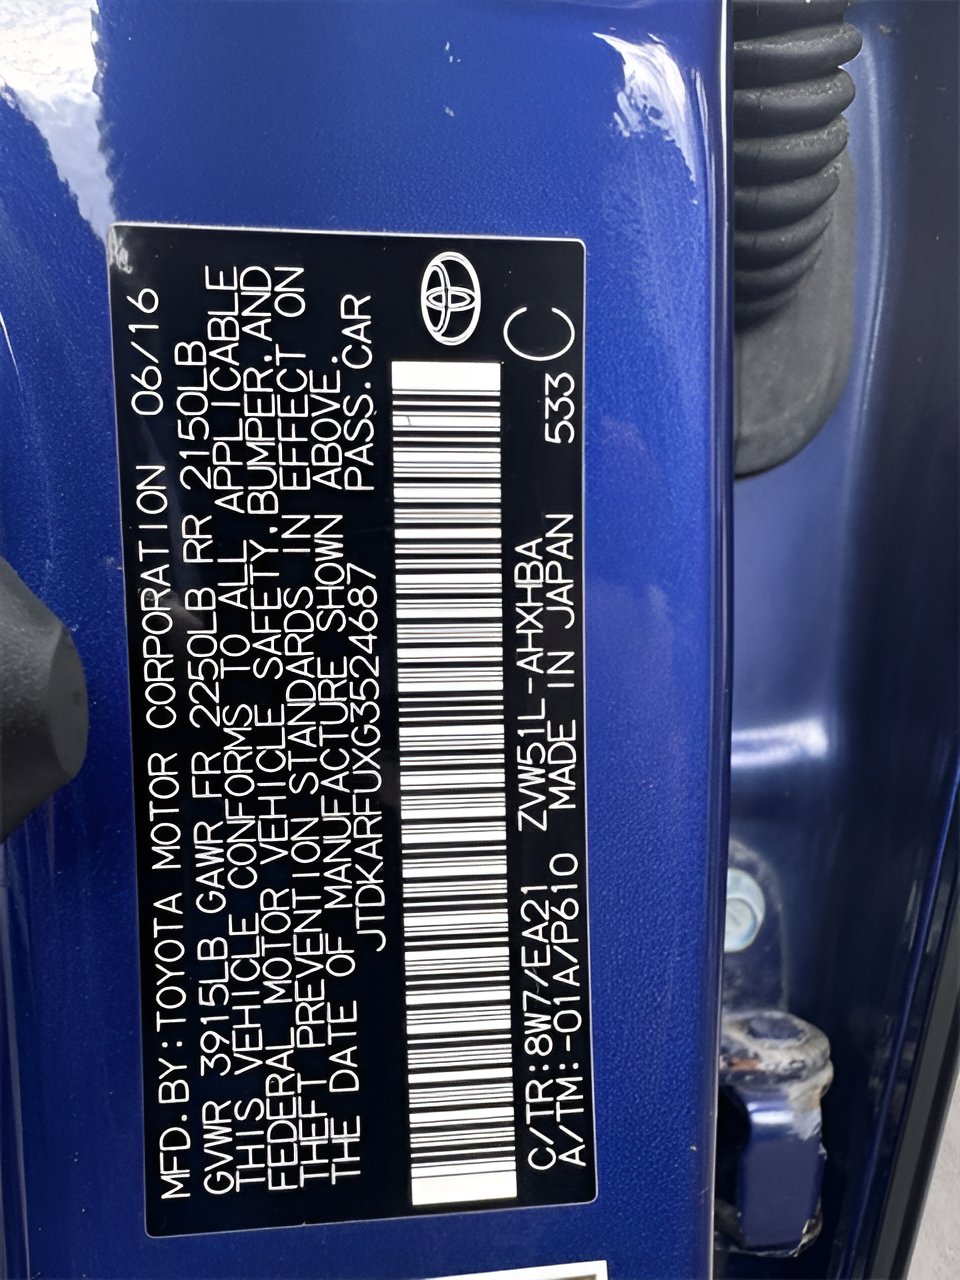 MFD.BY:TOYOTA MOTOR CORPORATION 06/16
GVWR 3915LB GAWR FR 2250LB RR 2150LB
THIS VEHICLE CONFORMS TO ALL APPLICABLE
FEDERAL MOTOR VEHICLE SAFETY,BUMPER,AND
THEFT PREVENTION STANDARDS IN EFFECT ON
THE DATE OF MANUFACTURE SHOWN ABOVE.
JTDKARFUXG3524687 PASS.CAR
C/TR:8W7/EA21 ZVW51L-AHXHBA C
A/TM:-01A/P610 MADE IN JAPAN 533